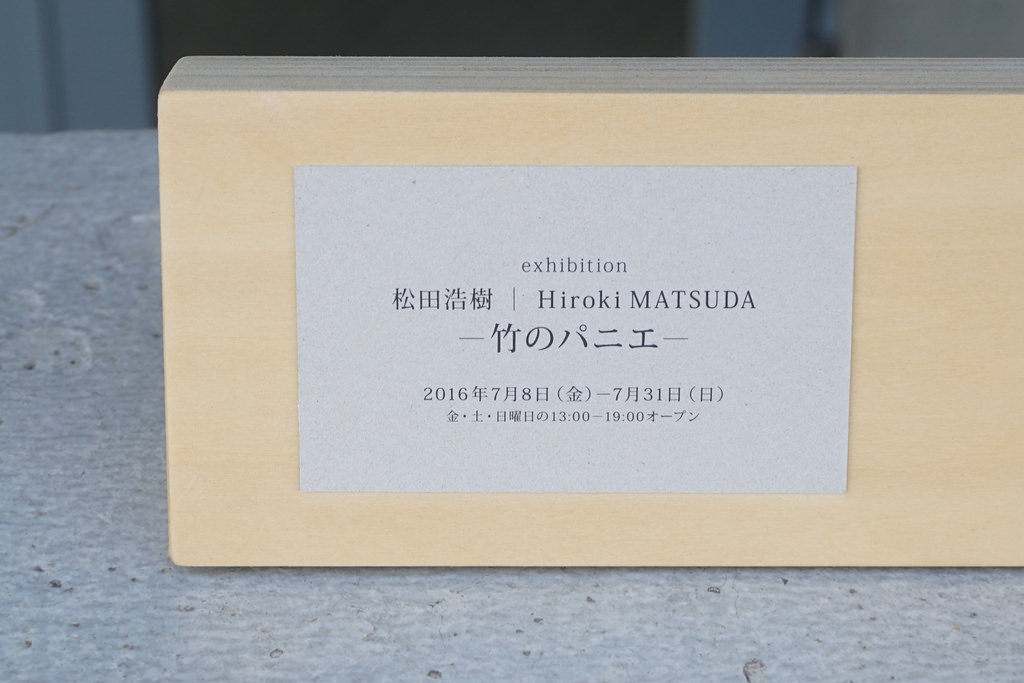 exhibition
松田浩樹 | Hiroki MATSUDA
—竹のパニエ—
2016年7月8日（金）—7月31日（日）
金・土・日曜日の13:00—19:00オープン